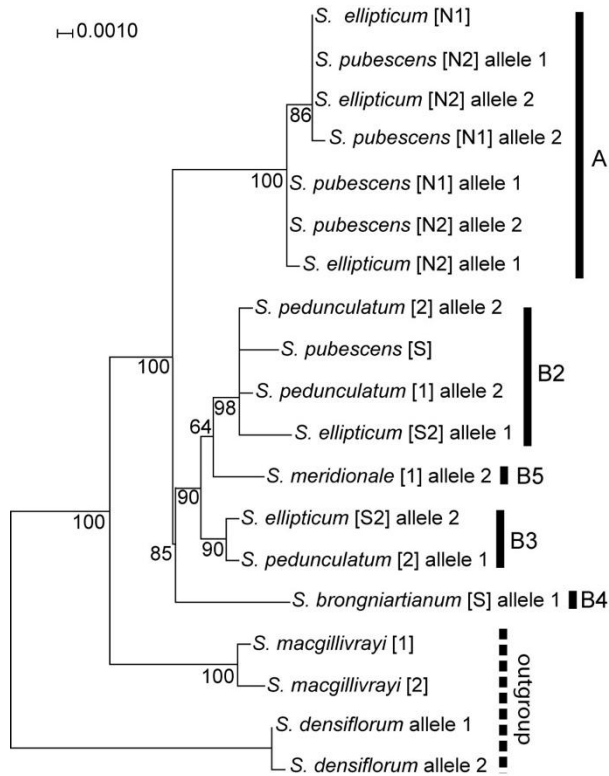 0.0010
S. ellipticum [N1]
S. pubescens [N2] allele 1
S. ellipticum [N2] allele 2
86
S. pubescens [N1] allele 2
A
100
S. pubescens [N1] allele 1
S. pubescens [N2] allele 2
S. ellipticum [N2] allele 1
S. pedunculatum [2] allele 2
S. pubescens [S]
B2
100
S. pedunculatum [1] allele 2
98
64
S. ellipticum [S2] allele 1
S. meridionale [1] allele 2
B5
90
S. ellipticum [S2] allele 2
100
B3
85
90
S. pedunculatum [2] allele 1
S. brongniartianum [S] allele 1
B4
S. macgillivrayi [1]
100
S. macgillivrayi [2]
outgroup
S. densiflorum allele 1
S. densiflorum allele 2